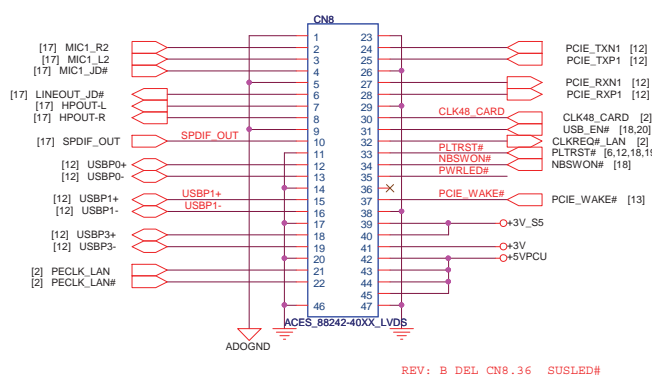 CN8
1 23
[17] MIC1_R2 2 24 PCIE_TXN1 [12]
[17] MIC1_L2 3 25 PCIE_TXP1 [12]
[17] MIC1_JD# 4 26
5 27 PCIE_RXN1 [12]
[17] LINEOUT_JD# 6 28 PCIE_RXP1 [12]
[17] HPOUT-L 7 29
[17] HPOUT-R 8 30 CLK48_CARD CLK48_CARD [2]
9 31 USB_EN# [18,20]
[17] SPDIF_OUT SPDIF_OUT 10 32 CLKREQ#_LAN [2]
11 33 PLTRST# PLTRST# [6,12,18,19
[12] USBP0+ 12 34 NBSWON# NBSWON# [18]
[12] USBP0- 13 35 PWRLED#
14 36
[12] USBP1+ USBP1+ 15 37 PCIE_WAKE# PCIE_WAKE# [13]
[12] USBP1- USBP1- 16 38
17 39 +3V_S5
[12] USBP3+ 18 40
[12] USBP3- 19 41 +3V
20 42 +5VPCU
[2] PECLK_LAN 21 43
[2] PECLK_LAN# 22 44
45
46 47
ACES_88242-40XX_LVDS
ADOGND
REV: B DEL CN8.36 SUSLED#